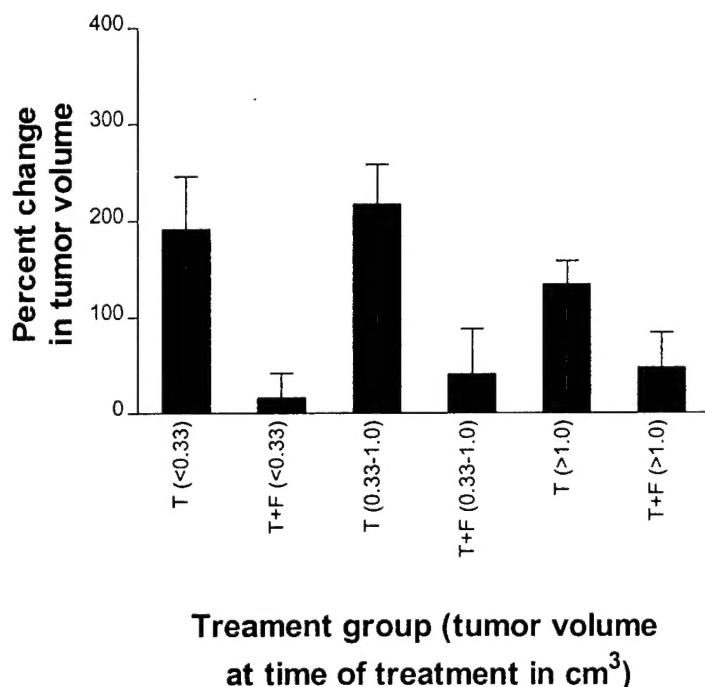 400
300
200
100
0
Percent change
in tumor volume
T (<0.33)
T+F (<0.33)
T (0.33-1.0)
T+F (0.33-1.0)
T (>1.0)
T+F (>1.0)
Treament group (tumor volume
at time of treatment in cm³)